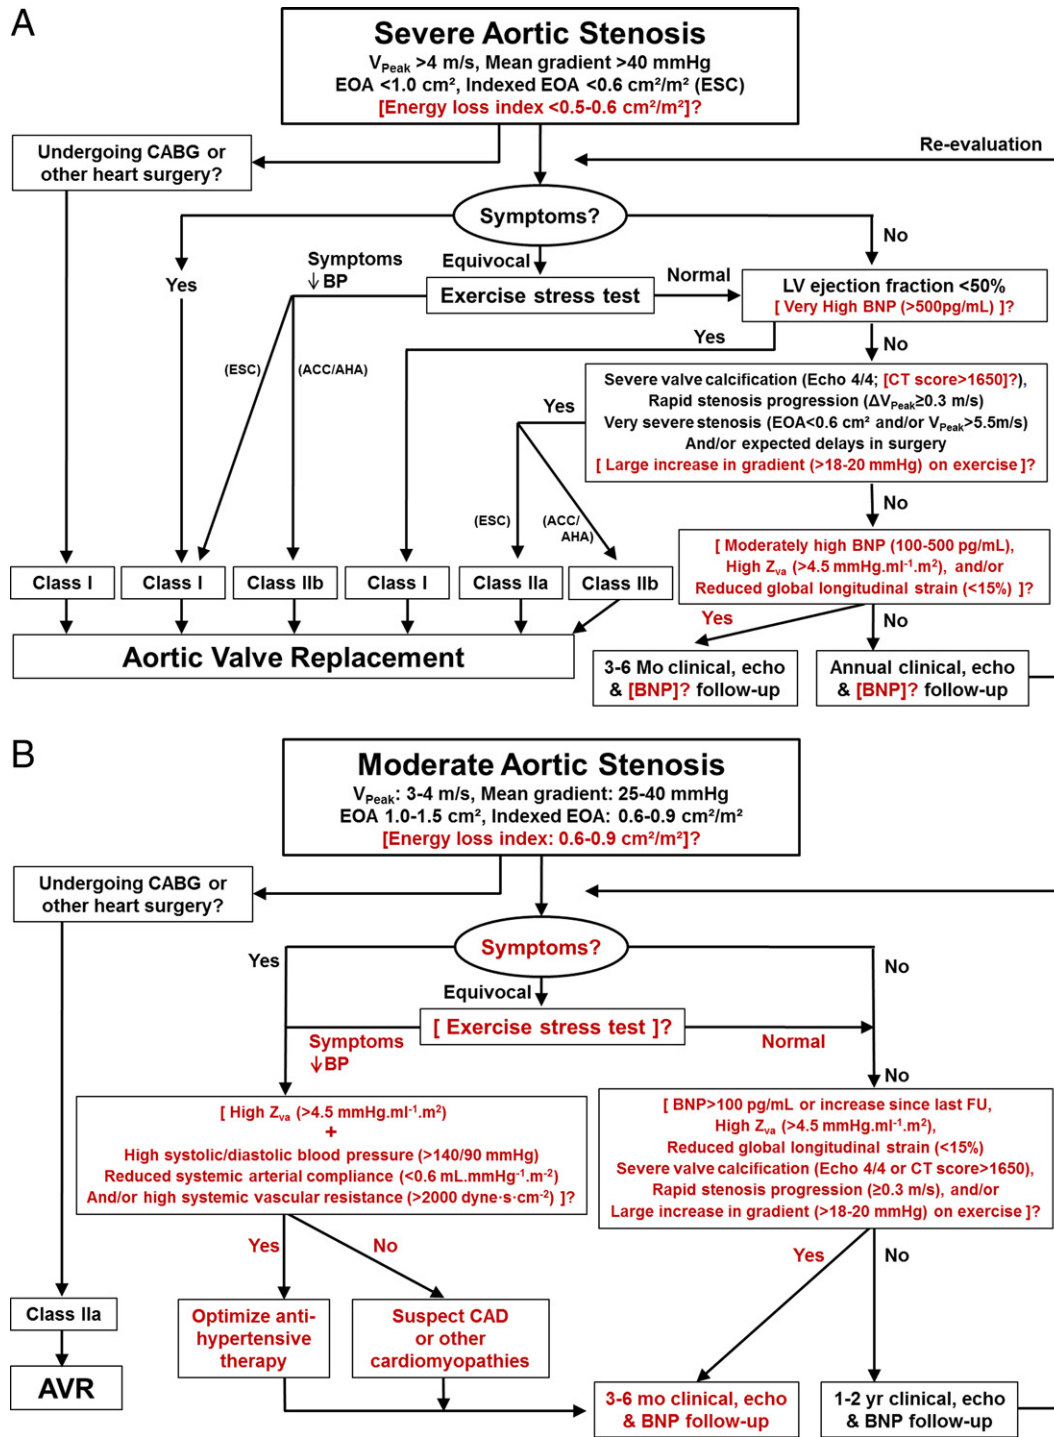 A
Severe Aortic Stenosis
V_Peak >4 m/s, Mean gradient >40 mmHg
EOA <1.0 cm², Indexed EOA <0.6 cm²/m² (ESC)
[Energy loss index <0.5-0.6 cm²/m²]?
Undergoing CABG or
other heart surgery?
Re-evaluation
Symptoms?
Yes
Equivocal
No
Symptoms
↓ BP
Exercise stress test
Normal
LV ejection fraction <50%
[ Very High BNP (>500pg/mL) ]?
Yes
No
(ESC)
(ACC/AHA)
Severe valve calcification (Echo 4/4; [CT score>1650]?),
Rapid stenosis progression (ΔV_Peak≥0.3 m/s)
Very severe stenosis (EOA<0.6 cm² and/or V_Peak>5.5m/s)
And/or expected delays in surgery
[ Large increase in gradient (>18-20 mmHg) on exercise ]?
Yes
No
(ESC)
(ACC/
AHA)
[ Moderately high BNP (100-500 pg/mL),
High Z_va (>4.5 mmHg.ml⁻¹.m²), and/or
Reduced global longitudinal strain (<15%) ]?
Class I
Class I
Class IIb
Class I
Class IIa
Class IIb
Yes
No
Aortic Valve Replacement
3-6 Mo clinical, echo
& [BNP]? follow-up
Annual clinical, echo
& [BNP]? follow-up
B
Moderate Aortic Stenosis
V_Peak: 3-4 m/s, Mean gradient: 25-40 mmHg
EOA 1.0-1.5 cm², Indexed EOA: 0.6-0.9 cm²/m²
[Energy loss index: 0.6-0.9 cm²/m²]?
Undergoing CABG or
other heart surgery?
Symptoms?
Yes
Equivocal
No
[ Exercise stress test ]?
Symptoms
↓BP
Normal
No
[ High Z_va (>4.5 mmHg.ml⁻¹.m²)
+
High systolic/diastolic blood pressure (>140/90 mmHg)
Reduced systemic arterial compliance (<0.6 mL.mmHg⁻¹.m⁻²)
And/or high systemic vascular resistance (>2000 dyne·s·cm⁻²) ]?
[ BNP>100 pg/mL or increase since last FU,
High Z_va (>4.5 mmHg.ml⁻¹.m²),
Reduced global longitudinal strain (<15%)
Severe valve calcification (Echo 4/4 or CT score>1650),
Rapid stenosis progression (≥0.3 m/s), and/or
Large increase in gradient (>18-20 mmHg) on exercise ]?
Yes
No
Yes
No
Class IIa
AVR
Optimize anti-
hypertensive
therapy
Suspect CAD
or other
cardiomyopathies
3-6 mo clinical, echo
& BNP follow-up
1-2 yr clinical, echo
& BNP follow-up